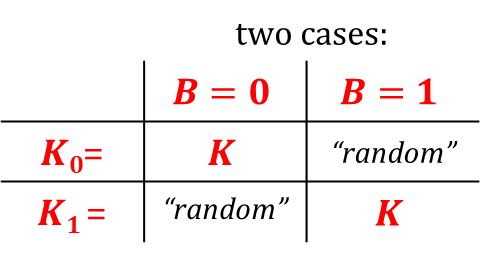 two cases:
B = 0 B = 1
K₀= K “random”
K₁ = “random” K